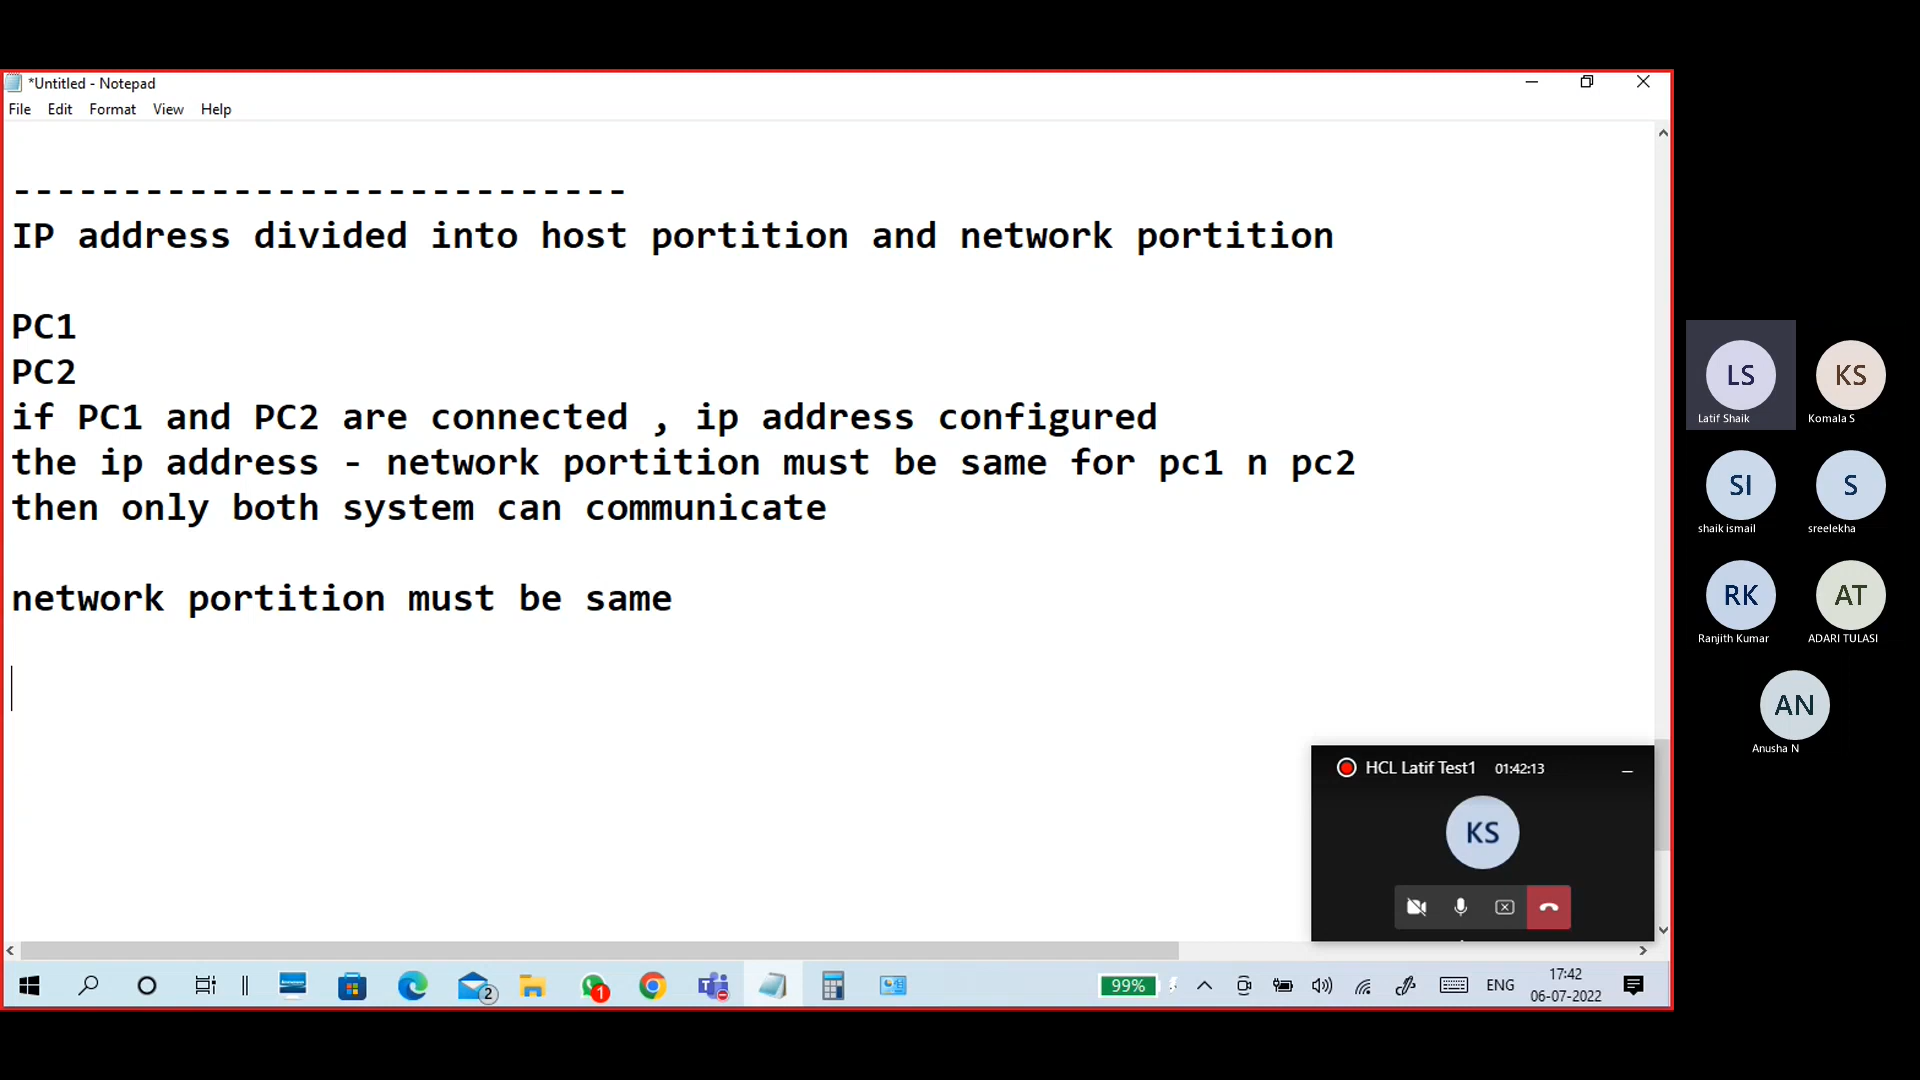 *Untitled - Notepad
File Edit Format View Help
----------------------------
IP address divided into host partition and network portition
PC1
PC2
if PC1 and PC2 are connected , ip address configured
the ip address - network portition must be same for pc1 n pc2
then only both system can communicate
network portition must be same
HCL Latif Test1 01:42:13
KS
2
1
99%
ENG
17:42
06-07-2022
LS
Latif Shaik
KS
Komala S
SI
shaik ismail
S
sreelekha
RK
Ranjith Kumar
AT
ADARI TULASI
AN
Anusha N